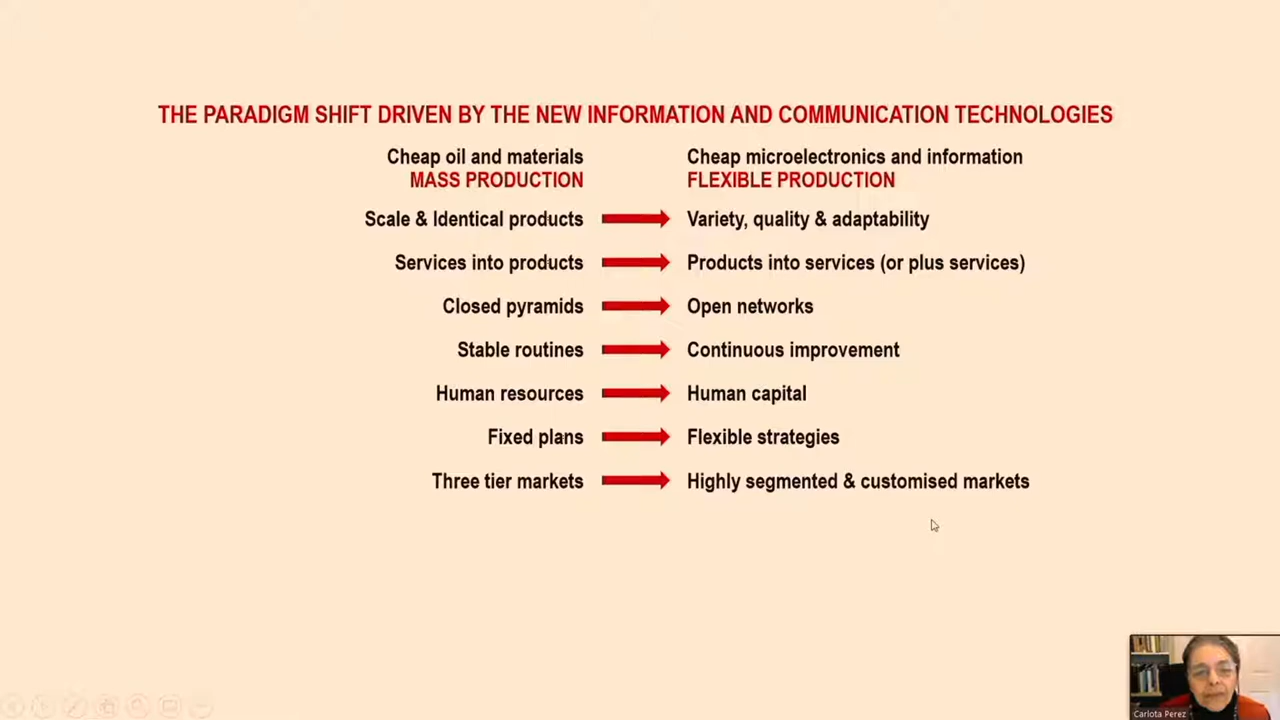 THE PARADIGM SHIFT DRIVEN BY THE NEW INFORMATION AND COMMUNICATION TECHNOLOGIES
Cheap oil and materials Cheap microelectronics and information
MASS PRODUCTION FLEXIBLE PRODUCTION
Scale & Identical products Variety, quality & adaptability
Services into products Products into services (or plus services)
Closed pyramids Open networks
Stable routines Continuous improvement
Human resources Human capital
Fixed plans Flexible strategies
Three tier markets Highly segmented & customised markets
Carlota Perez